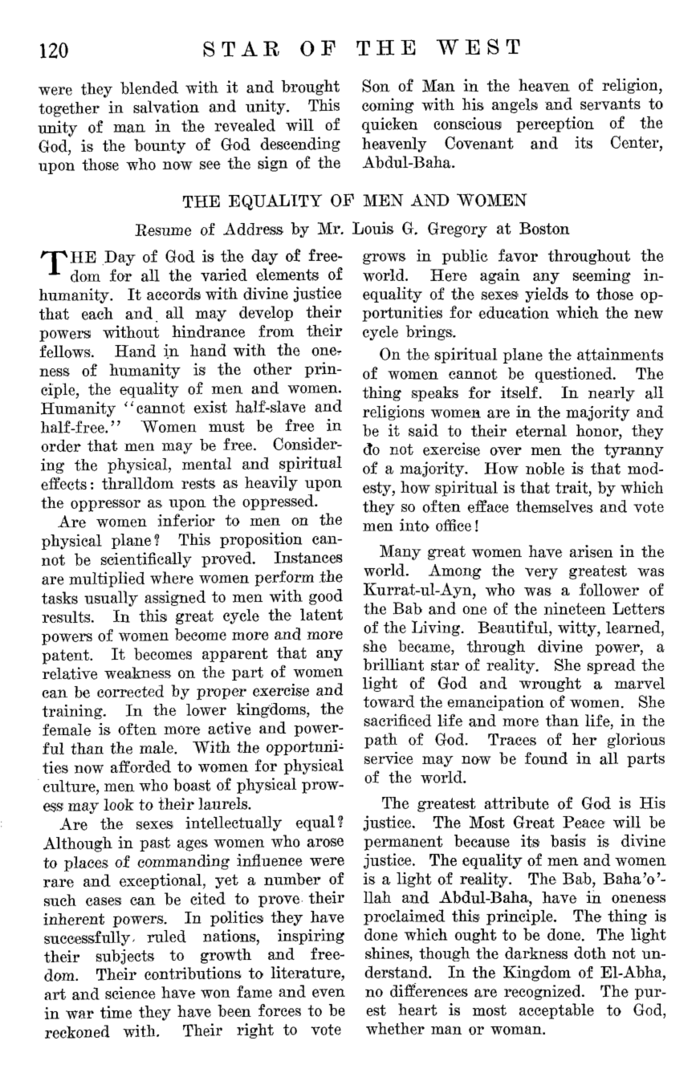 120 STAR OF THE WEST
were they blended with it and brought
together in salvation and unity. This
unity of man in the revealed will of
God, is the bounty of God descending
upon those who now see the sign of the
Son of Man in the heaven of religion,
coming with his angels and servants to
quicken conscious perception of the
heavenly Covenant and its Center,
Abdul-Baha.
THE EQUALITY OF MEN AND WOMEN
Resume of Address by Mr. Louis G. Gregory at Boston
THE Day of God is the day of free-
dom for all the varied elements of
humanity. It accords with divine justice
that each and all may develop their
powers without hindrance from their
fellows. Hand in hand with the one-
ness of humanity is the other prin-
ciple, the equality of men and women.
Humanity "cannot exist half-slave and
half-free." Women must be free in
order that men may be free. Consider-
ing the physical, mental and spiritual
effects: thralldom rests as heavily upon
the oppressor as upon the oppressed.
Are women inferior to men on the
physical plane? This proposition can-
not be scientifically proved. Instances
are multiplied where women perform the
tasks usually assigned to men with good
results. In this great cycle the latent
powers of women become more and more
patent. It becomes apparent that any
relative weakness on the part of women
can be corrected by proper exercise and
training. In the lower kingdoms, the
female is often more active and power-
ful than the male. With the opportuni-
ties now afforded to women for physical
culture, men who boast of physical prow-
ess may look to their laurels.
Are the sexes intellectually equal?
Although in past ages women who arose
to places of commanding influence were
rare and exceptional, yet a number of
such cases can be cited to prove their
inherent powers. In politics they have
successfully ruled nations, inspiring
their subjects to growth and free-
dom. Their contributions to literature,
art and science have won fame and even
in war time they have been forces to be
reckoned with. Their right to vote
grows in public favor throughout the
world. Here again any seeming in-
equality of the sexes yields to those op-
portunities for education which the new
cycle brings.
On the spiritual plane the attainments
of women cannot be questioned. The
thing speaks for itself. In nearly all
religions women are in the majority and
be it said to their eternal honor, they
do not exercise over men the tyranny
of a majority. How noble is that mod-
esty, how spiritual is that trait, by which
they so often efface themselves and vote
men into office!
Many great women have arisen in the
world. Among the very greatest was
Kurrat-ul-Ayn, who was a follower of
the Bab and one of the nineteen Letters
of the Living. Beautiful, witty, learned,
she became, through divine power, a
brilliant star of reality. She spread the
light of God and wrought a marvel
toward the emancipation of women. She
sacrificed life and more than life, in the
path of God. Traces of her glorious
service may now be found in all parts
of the world.
The greatest attribute of God is His
justice. The Most Great Peace will be
permanent because its basis is divine
justice. The equality of men and women
is a light of reality. The Bab, Baha'o'-
llah and Abdul-Baha, have in oneness
proclaimed this principle. The thing is
done which ought to be done. The light
shines, though the darkness doth not un-
derstand. In the Kingdom of El-Abha,
no differences are recognized. The pur-
est heart is most acceptable to God,
whether man or woman.